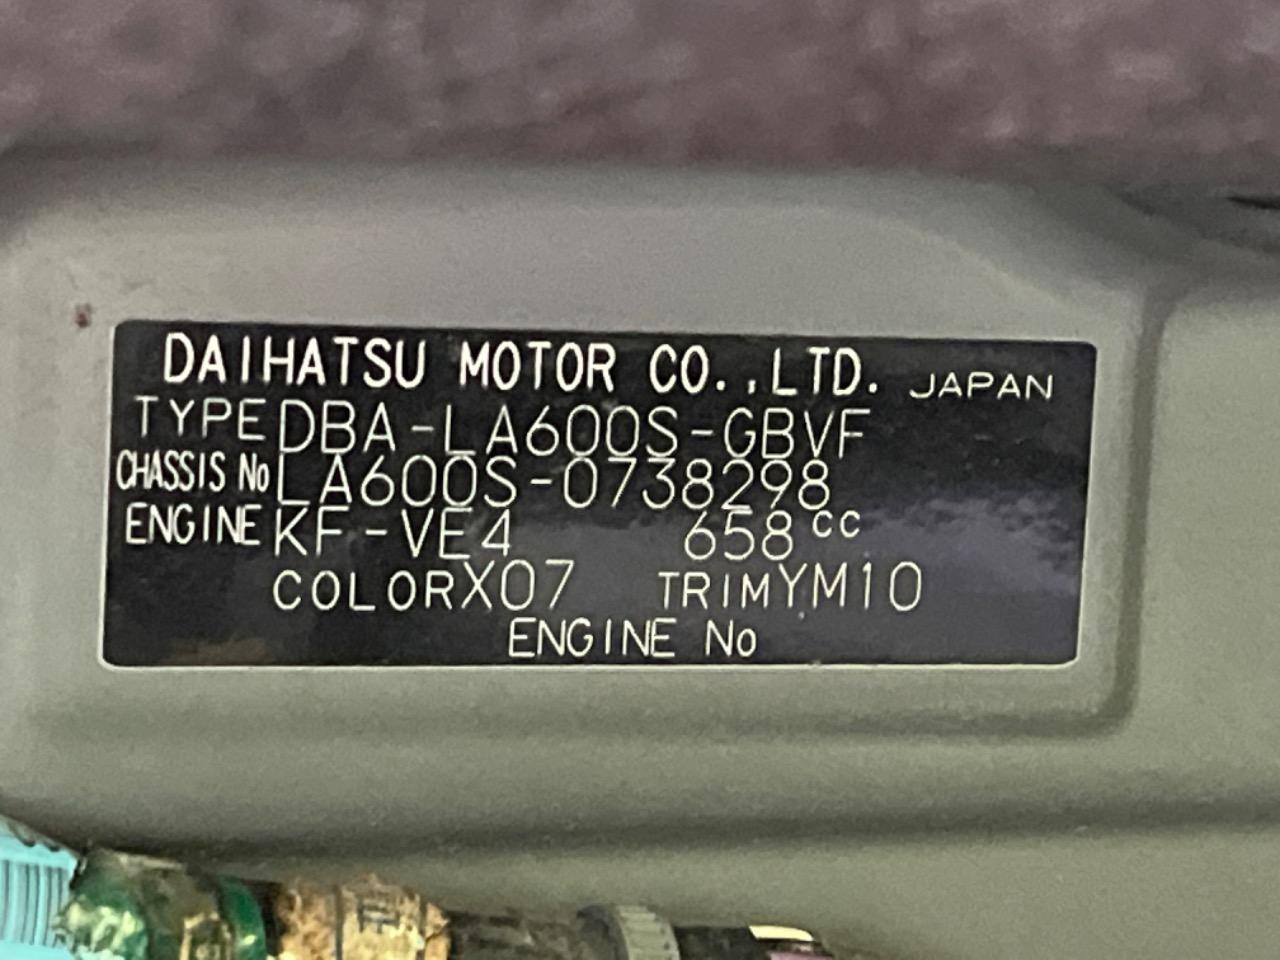 DAIHATSU MOTOR CO.,LTD. JAPAN
TYPE DBA-LA600S-GBVF
CHASSIS No LA600S-0738298
ENGINE KF-VE4 658cc
COLOR X07 TRIM YM10
ENGINE No